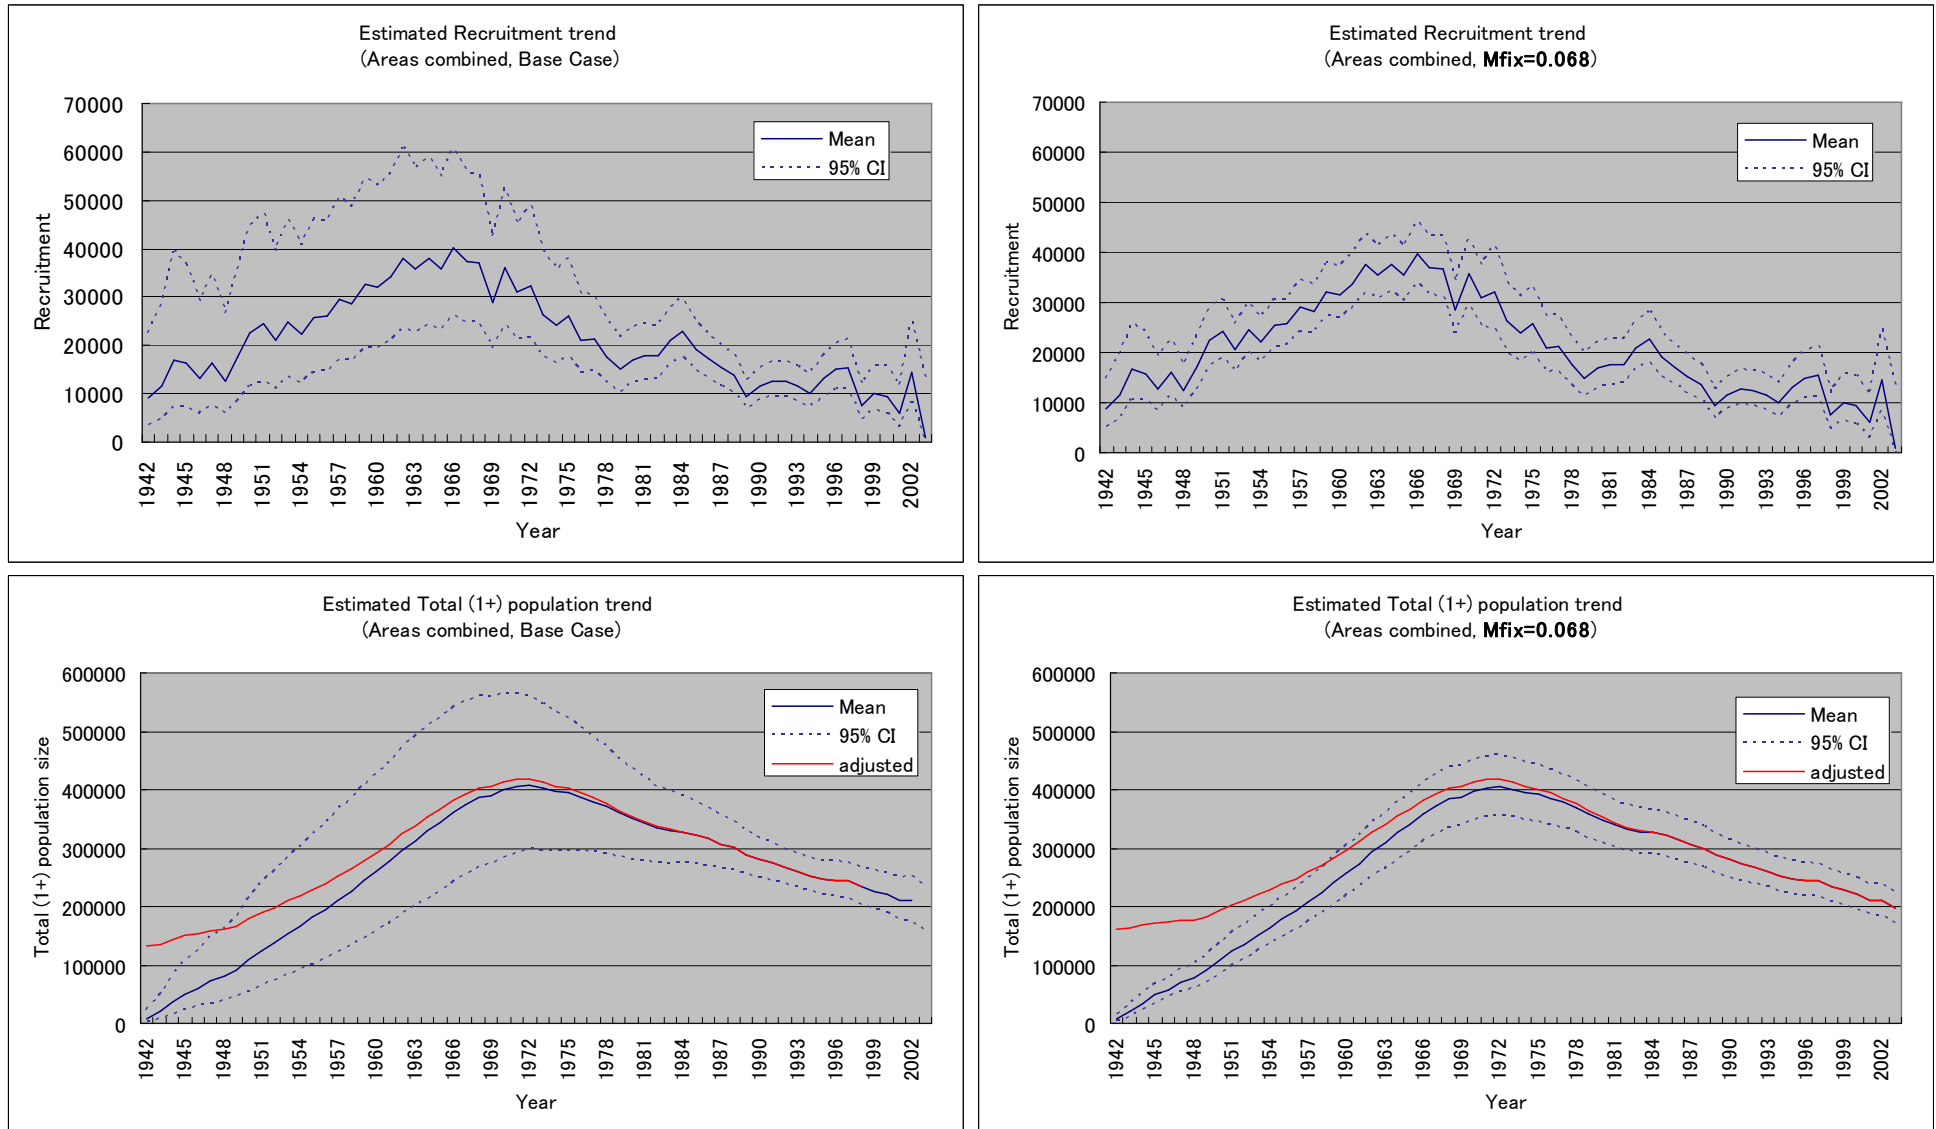 Estimated Recruitment trend
(Areas combined, Base Case)
70000
60000
50000
40000
30000
20000
10000
0
Recruitment
Mean
95% CI
1942 1945 1948 1951 1954 1957 1960 1963 1966 1969 1972 1975 1978 1981 1984 1987 1990 1993 1996 1999 2002
Year
Estimated Recruitment trend
(Areas combined, Mfix=0.068)
70000
60000
50000
40000
30000
20000
10000
0
Recruitment
Mean
95% CI
1942 1945 1948 1951 1954 1957 1960 1963 1966 1969 1972 1975 1978 1981 1984 1987 1990 1993 1996 1999 2002
Year
Estimated Total (1+) population trend
(Areas combined, Base Case)
600000
500000
400000
300000
200000
100000
0
Total (1+) population size
Mean
95% CI
adjusted
1942 1945 1948 1951 1954 1957 1960 1963 1966 1969 1972 1975 1978 1981 1984 1987 1990 1993 1996 1999 2002
Year
Estimated Total (1+) population trend
(Areas combined, Mfix=0.068)
600000
500000
400000
300000
200000
100000
0
Total (1+) population size
Mean
95% CI
adjusted
1942 1945 1948 1951 1954 1957 1960 1963 1966 1969 1972 1975 1978 1981 1984 1987 1990 1993 1996 1999 2002
Year